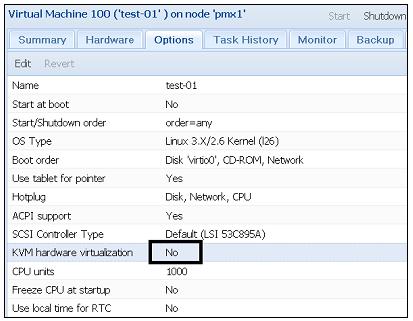 Virtual Machine 100 ('test-01' ) on node 'pmx1' Start Shutdown
Summary Hardware Options Task History Monitor Backup
Edit Revert
Name test-01
Start at boot No
Start/Shutdown order order=any
OS Type Linux 3.X/2.6 Kernel (l26)
Boot order Disk 'virtio0', CD-ROM, Network
Use tablet for pointer Yes
Hotplug Disk, Network, CPU
ACPI support Yes
SCSI Controller Type Default (LSI 53C895A)
KVM hardware virtualization No
CPU units 1000
Freeze CPU at startup No
Use local time for RTC No